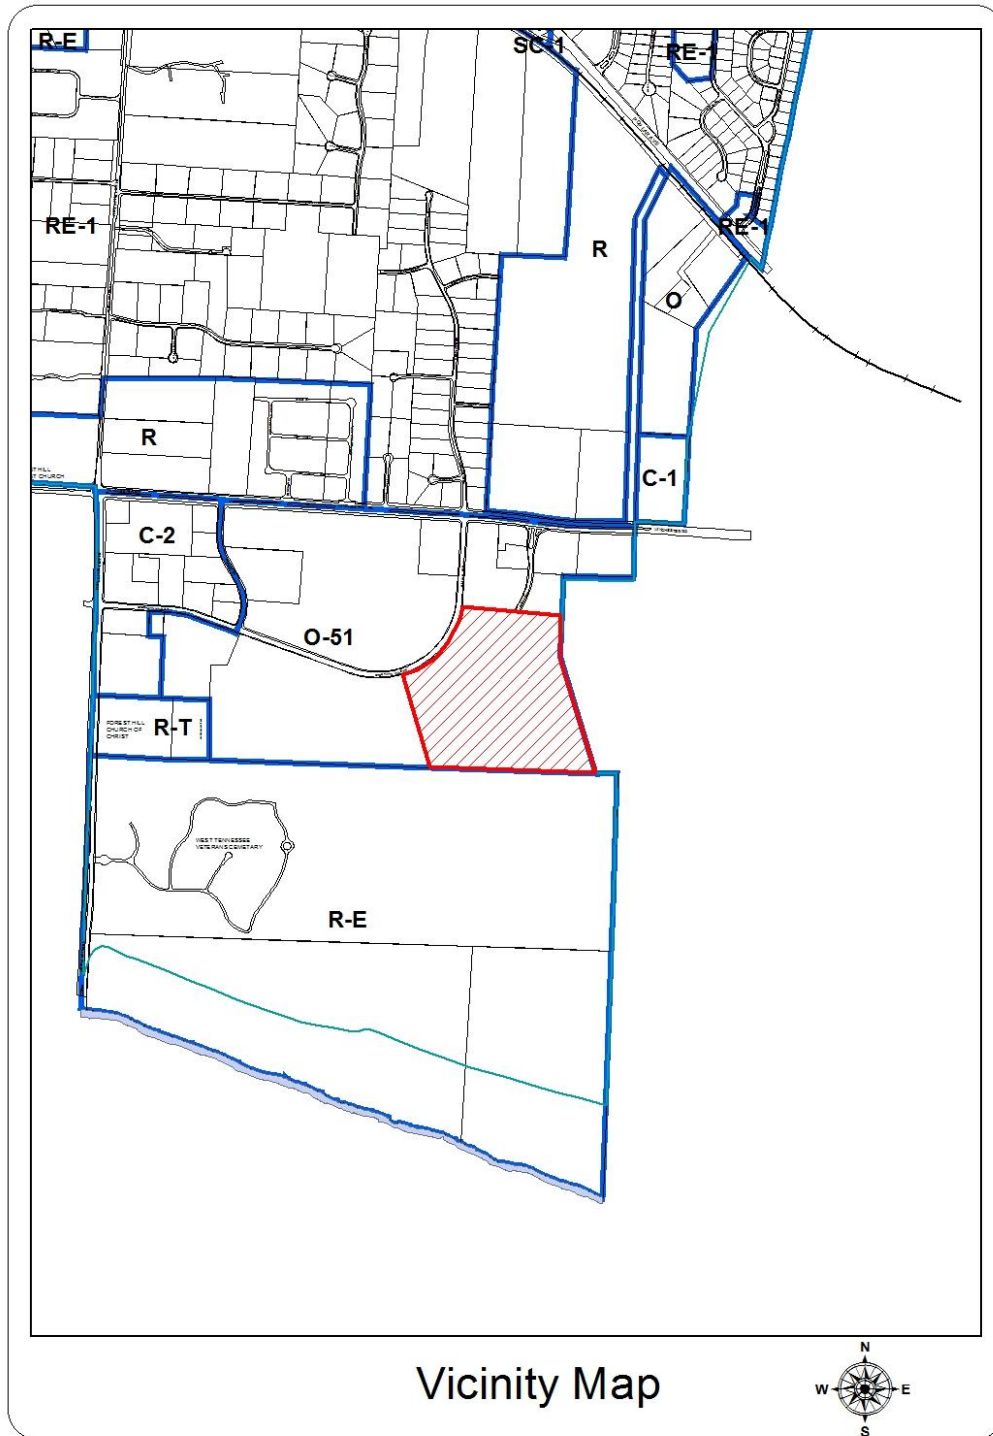 R-E
SC-1
RE-1
RE-1
RE-1
R
O
R
C-1
C-2
O-51
FOREST HILL
CHURCH OF
CHRIST
R-T
WEST TENNESSEE
VETERANS CEMETARY
R-E
Vicinity Map
N
W
E
S